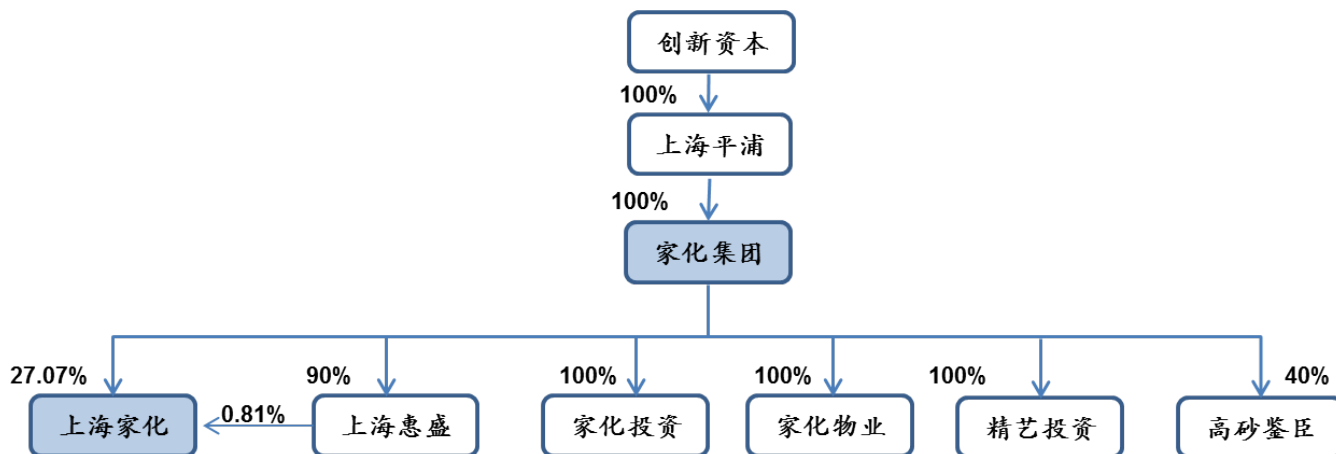 创新资本
100%
上海平浦
100%
家化集团
27.07%
90%
100%
100%
100%
40%
上海家化
0.81%
上海惠盛
家化投资
家化物业
精艺投资
高砂鉴臣